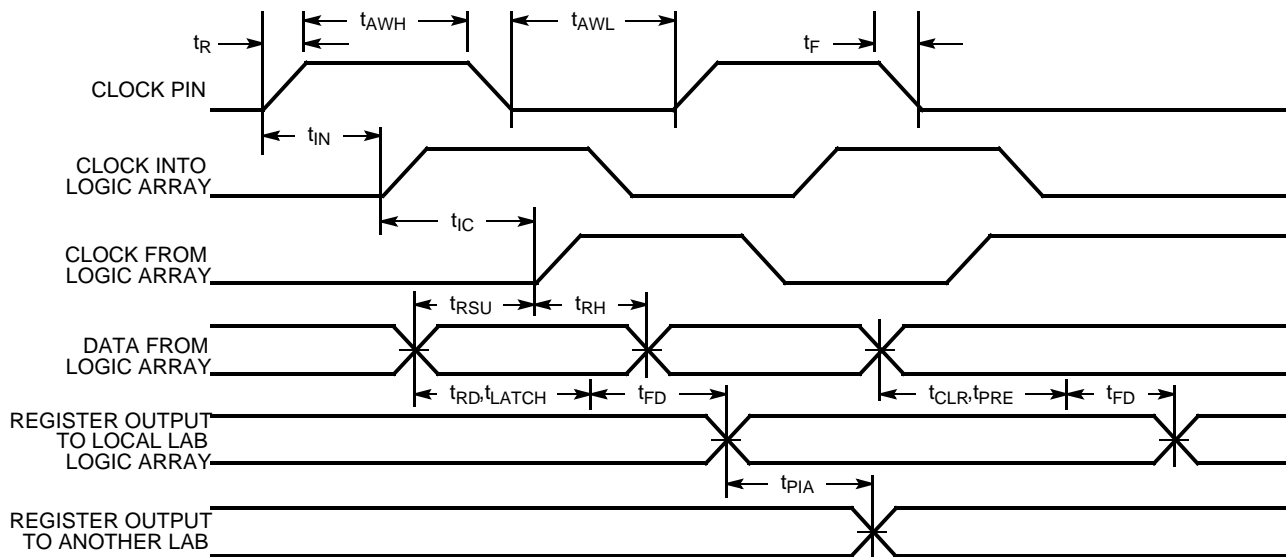 tAWH
tAWL
tR
tF
CLOCK PIN
tIN
CLOCK INTO
LOGIC ARRAY
tIC
CLOCK FROM
LOGIC ARRAY
tRSU
tRH
DATA FROM
LOGIC ARRAY
tRD,tLATCH
tFD
tCLR,tPRE
tFD
REGISTER OUTPUT
TO LOCAL LAB
LOGIC ARRAY
tPIA
REGISTER OUTPUT
TO ANOTHER LAB